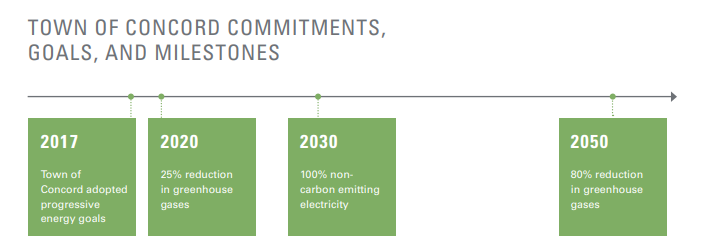 TOWN OF CONCORD COMMITMENTS,
GOALS, AND MILESTONES
2017
Town of
Concord adopted
progressive
energy goals
2020
25% reduction
in greenhouse
gases
2030
100% non-
carbon emitting
electricity
2050
80% reduction
in greenhouse
gases